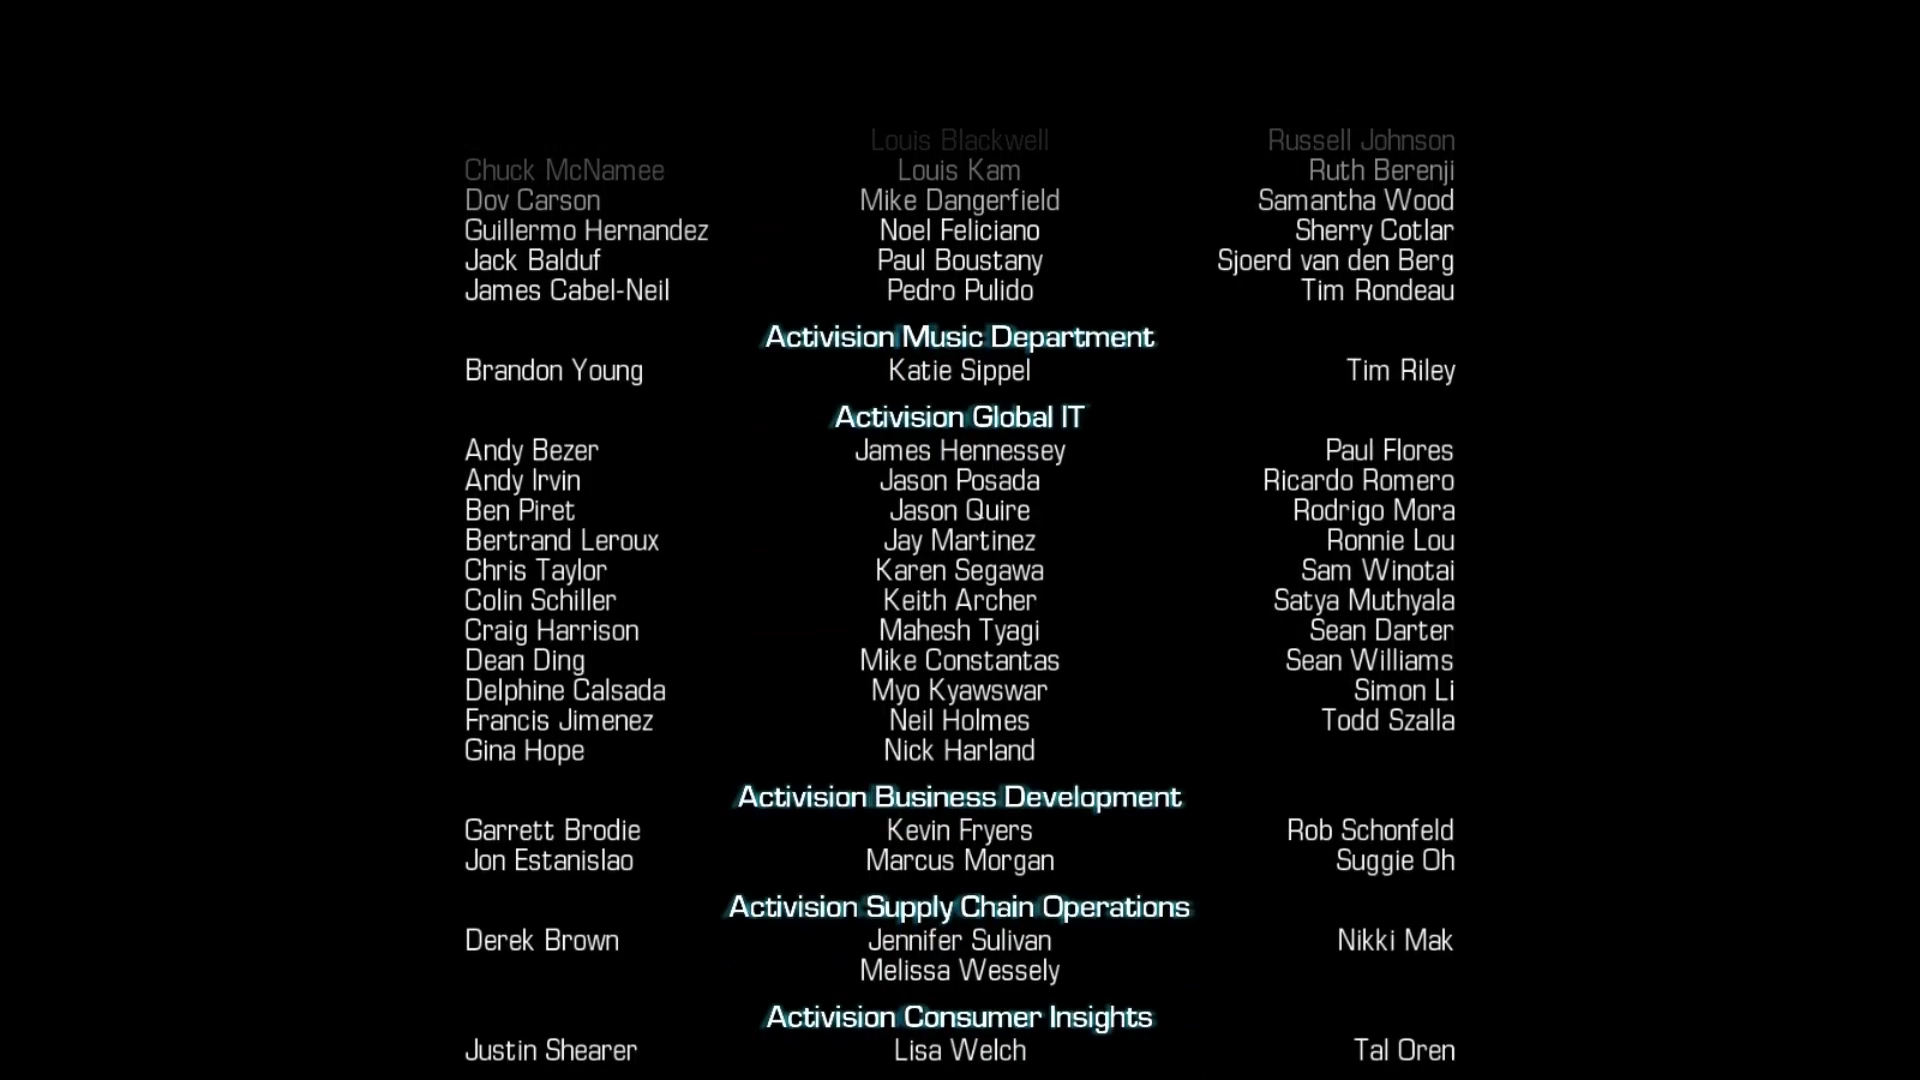 Louis Blackwell Russell Johnson
Chuck McNamee Louis Kam Ruth Berenji
Dov Carson Mike Dangerfield Samantha Wood
Guillermo Hernandez Noel Feliciano Sherry Cotlar
Jack Balduf Paul Boustany Sjoerd van den Berg
James Cabel-Neil Pedro Pulido Tim Rondeau
Activision Music Department
Brandon Young Katie Sippel Tim Riley
Activision Global IT
Andy Bezer James Hennessey Paul Flores
Andy Irvin Jason Posada Ricardo Romero
Ben Piret Jason Quire Rodrigo Mora
Bertrand Leroux Jay Martinez Ronnie Lou
Chris Taylor Karen Segawa Sam Winotai
Colin Schiller Keith Archer Satya Muthyala
Craig Harrison Mahesh Tyagi Sean Darter
Dean Ding Mike Constantas Sean Williams
Delphine Calsada Myo Kyawswar Simon Li
Francis Jimenez Neil Holmes Todd Szalla
Gina Hope Nick Harland
Activision Business Development
Garrett Brodie Kevin Fryers Rob Schonfeld
Jon Estanislao Marcus Morgan Suggie Oh
Activision Supply Chain Operations
Derek Brown Jennifer Sulivan Nikki Mak
Melissa Wessely
Activision Consumer Insights
Justin Shearer Lisa Welch Tal Oren